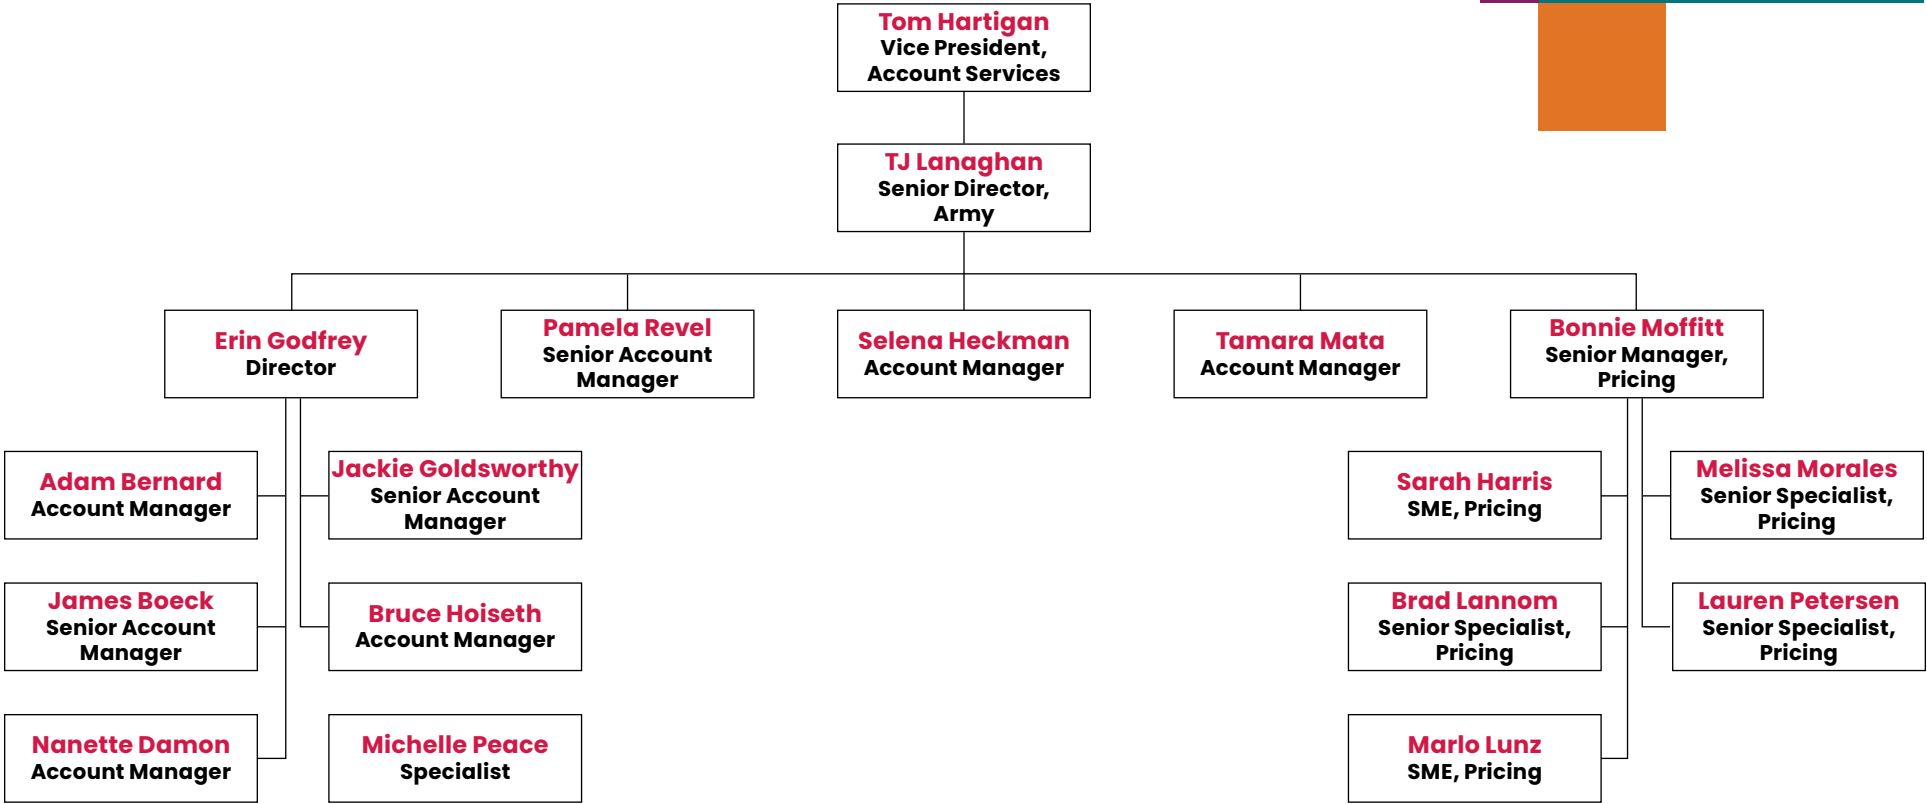 Tom Hartigan
Vice President,
Account Services
TJ Lanaghan
Senior Director,
Army
Erin Godfrey
Director
Pamela Revel
Senior Account
Manager
Selena Heckman
Account Manager
Tamara Mata
Account Manager
Bonnie Moffitt
Senior Manager,
Pricing
Adam Bernard
Account Manager
Jackie Goldsworthy
Senior Account
Manager
Sarah Harris
SME, Pricing
Melissa Morales
Senior Specialist,
Pricing
James Boeck
Senior Account
Manager
Bruce Hoiseth
Account Manager
Brad Lannom
Senior Specialist,
Pricing
Lauren Petersen
Senior Specialist,
Pricing
Nanette Damon
Account Manager
Michelle Peace
Specialist
Marlo Lunz
SME, Pricing